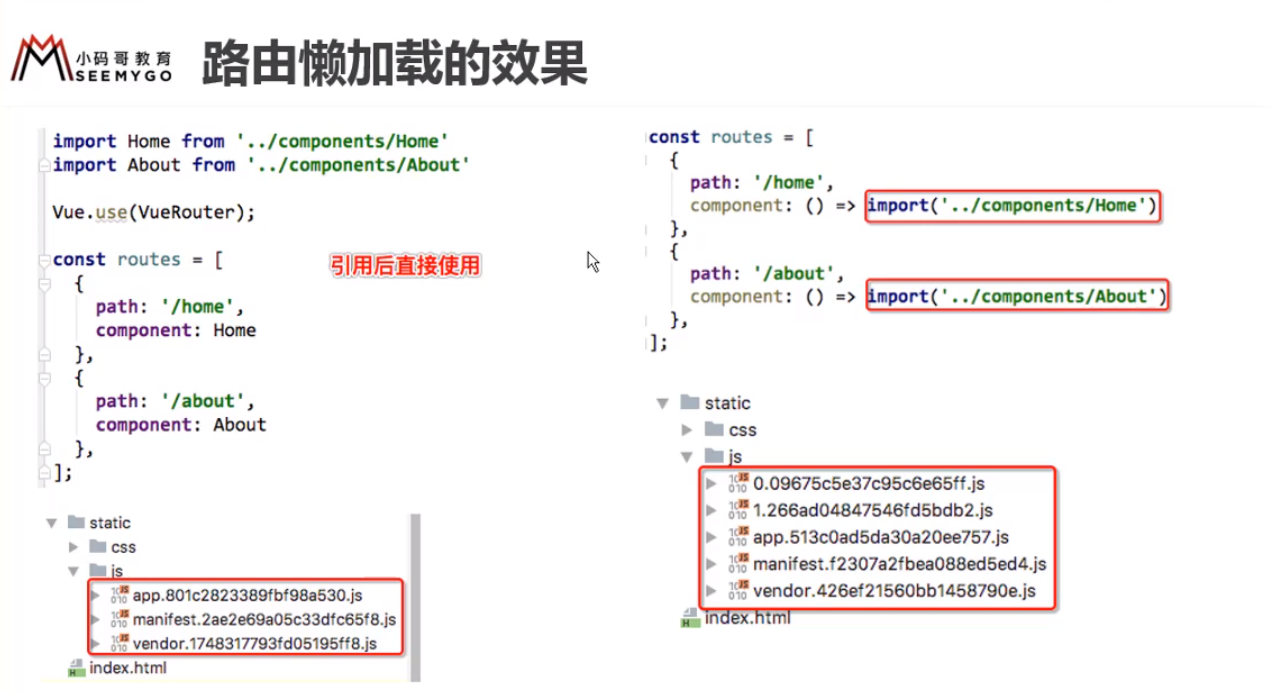 小码哥教育
SEEMYGO
路由懒加载的效果
import Home from '../components/Home'
import About from '../components/About'
Vue.use(VueRouter);
const routes = [
{
path: '/home',
component: Home
},
{
path: '/about',
component: About
},
];
引用后直接使用
static
css
js
app.801c2823389fbf98a530.js
manifest.2ae2e69a05c33dfc65f8.js
vendor.1748317793fd05195ff8.js
index.html
const routes = [
{
path: '/home',
component: () => import('../components/Home')
},
{
path: '/about',
component: () => import('../components/About')
},
];
static
css
js
0.09675c5e37c95c6e65ff.js
1.266ad04847546fd5bdb2.js
app.513c0ad5da30a20ee757.js
manifest.f2307a2fbea088ed5ed4.js
vendor.426ef21560bb1458790e.js
index.html